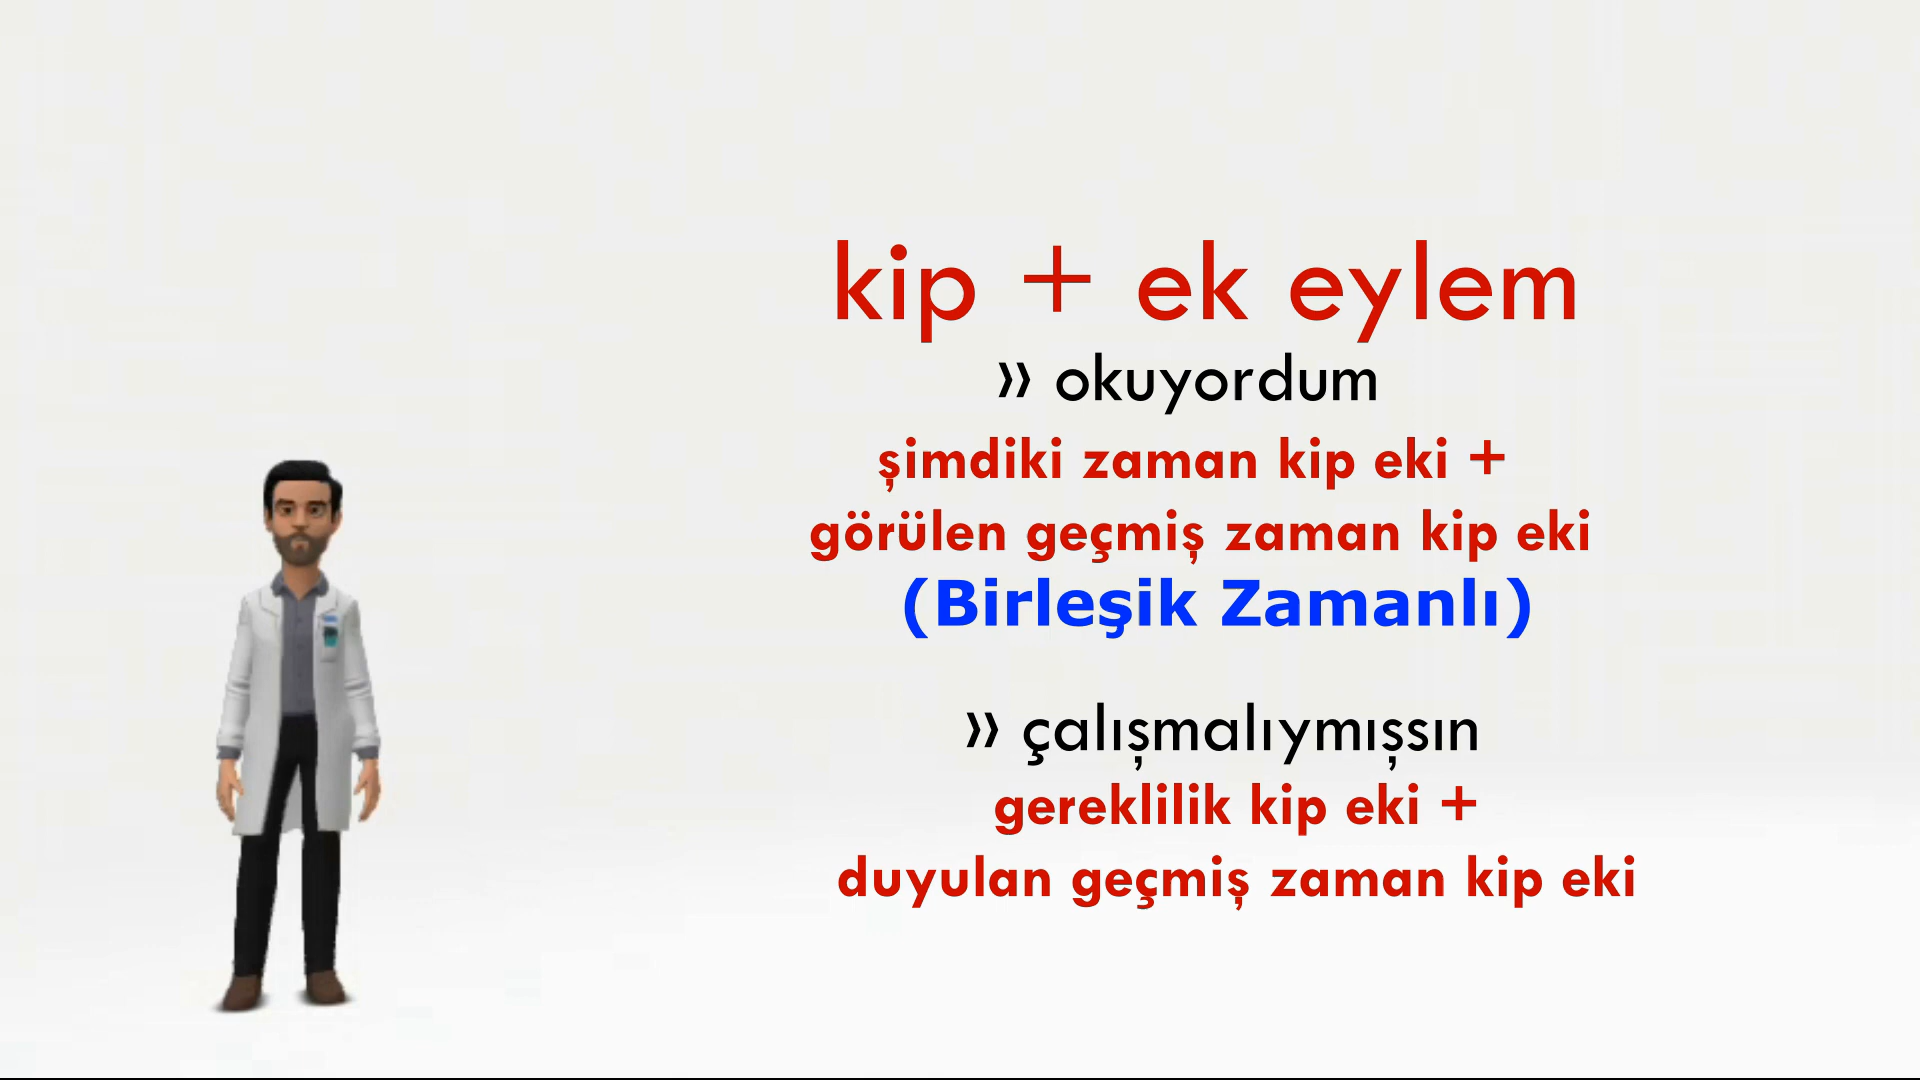 kip + ek eylem
» okuyordum
şimdiki zaman kip eki +
görülen geçmiş zaman kip eki
(Birleşik Zamanlı)
» çalışmalıymışsın
gereklilik kip eki +
duyulan geçmiş zaman kip eki